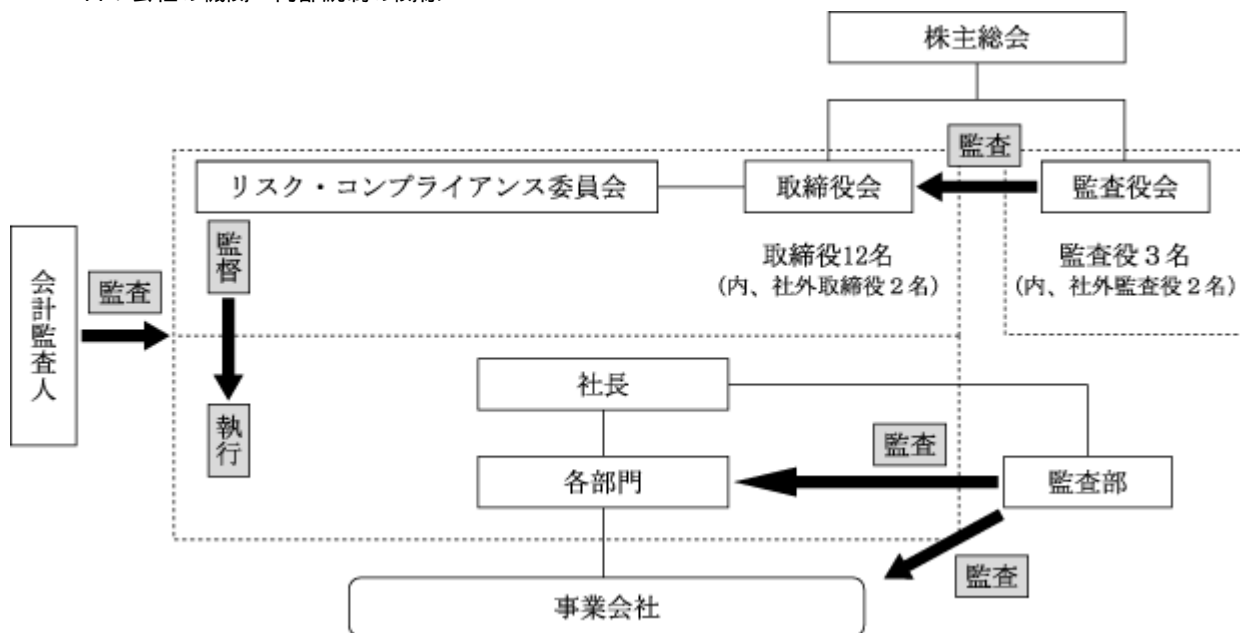 株主総会
監査
リスク・コンプライアンス委員会
取締役会
監査役会
監督
取締役12名
(内、社外取締役2名)
監査役3名
(内、社外監査役2名)
会計監査人
監査
社長
執行
監査
各部門
監査部
監査
事業会社